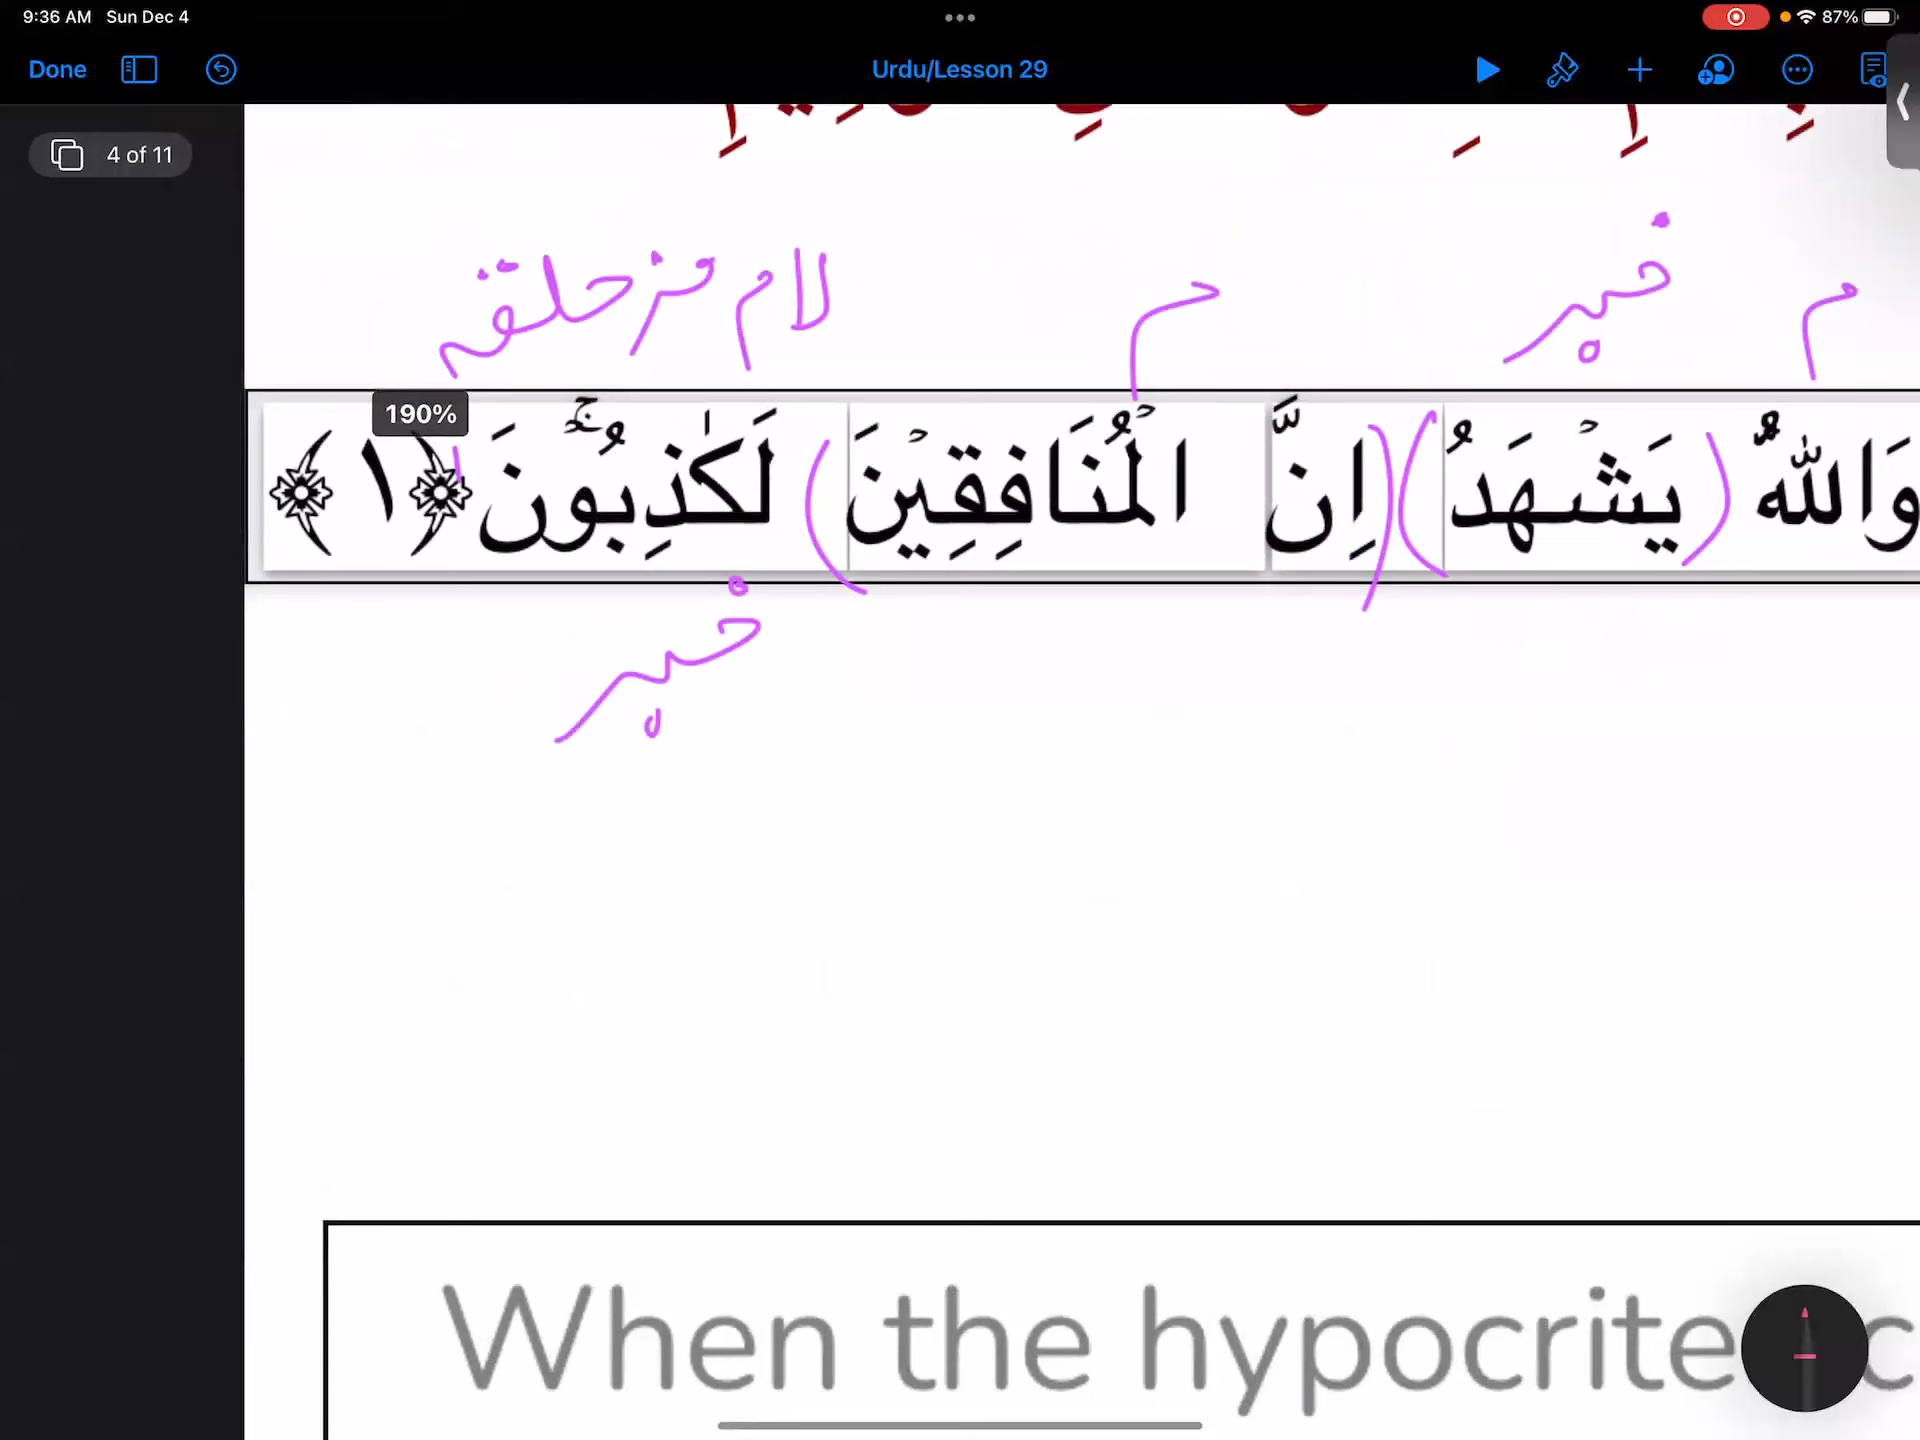 9:36 AM Sun Dec 4
87%
Done
Urdu/Lesson 29
4 of 11
م خبر م لام مزحلقہ
190%
وَاللّٰهُ يَشْهَدُ اِنَّ الْمُنَافِقِيْنَ لَكٰذِبُوْنَۚ ﴿١﴾
خبر
When the hypocrite